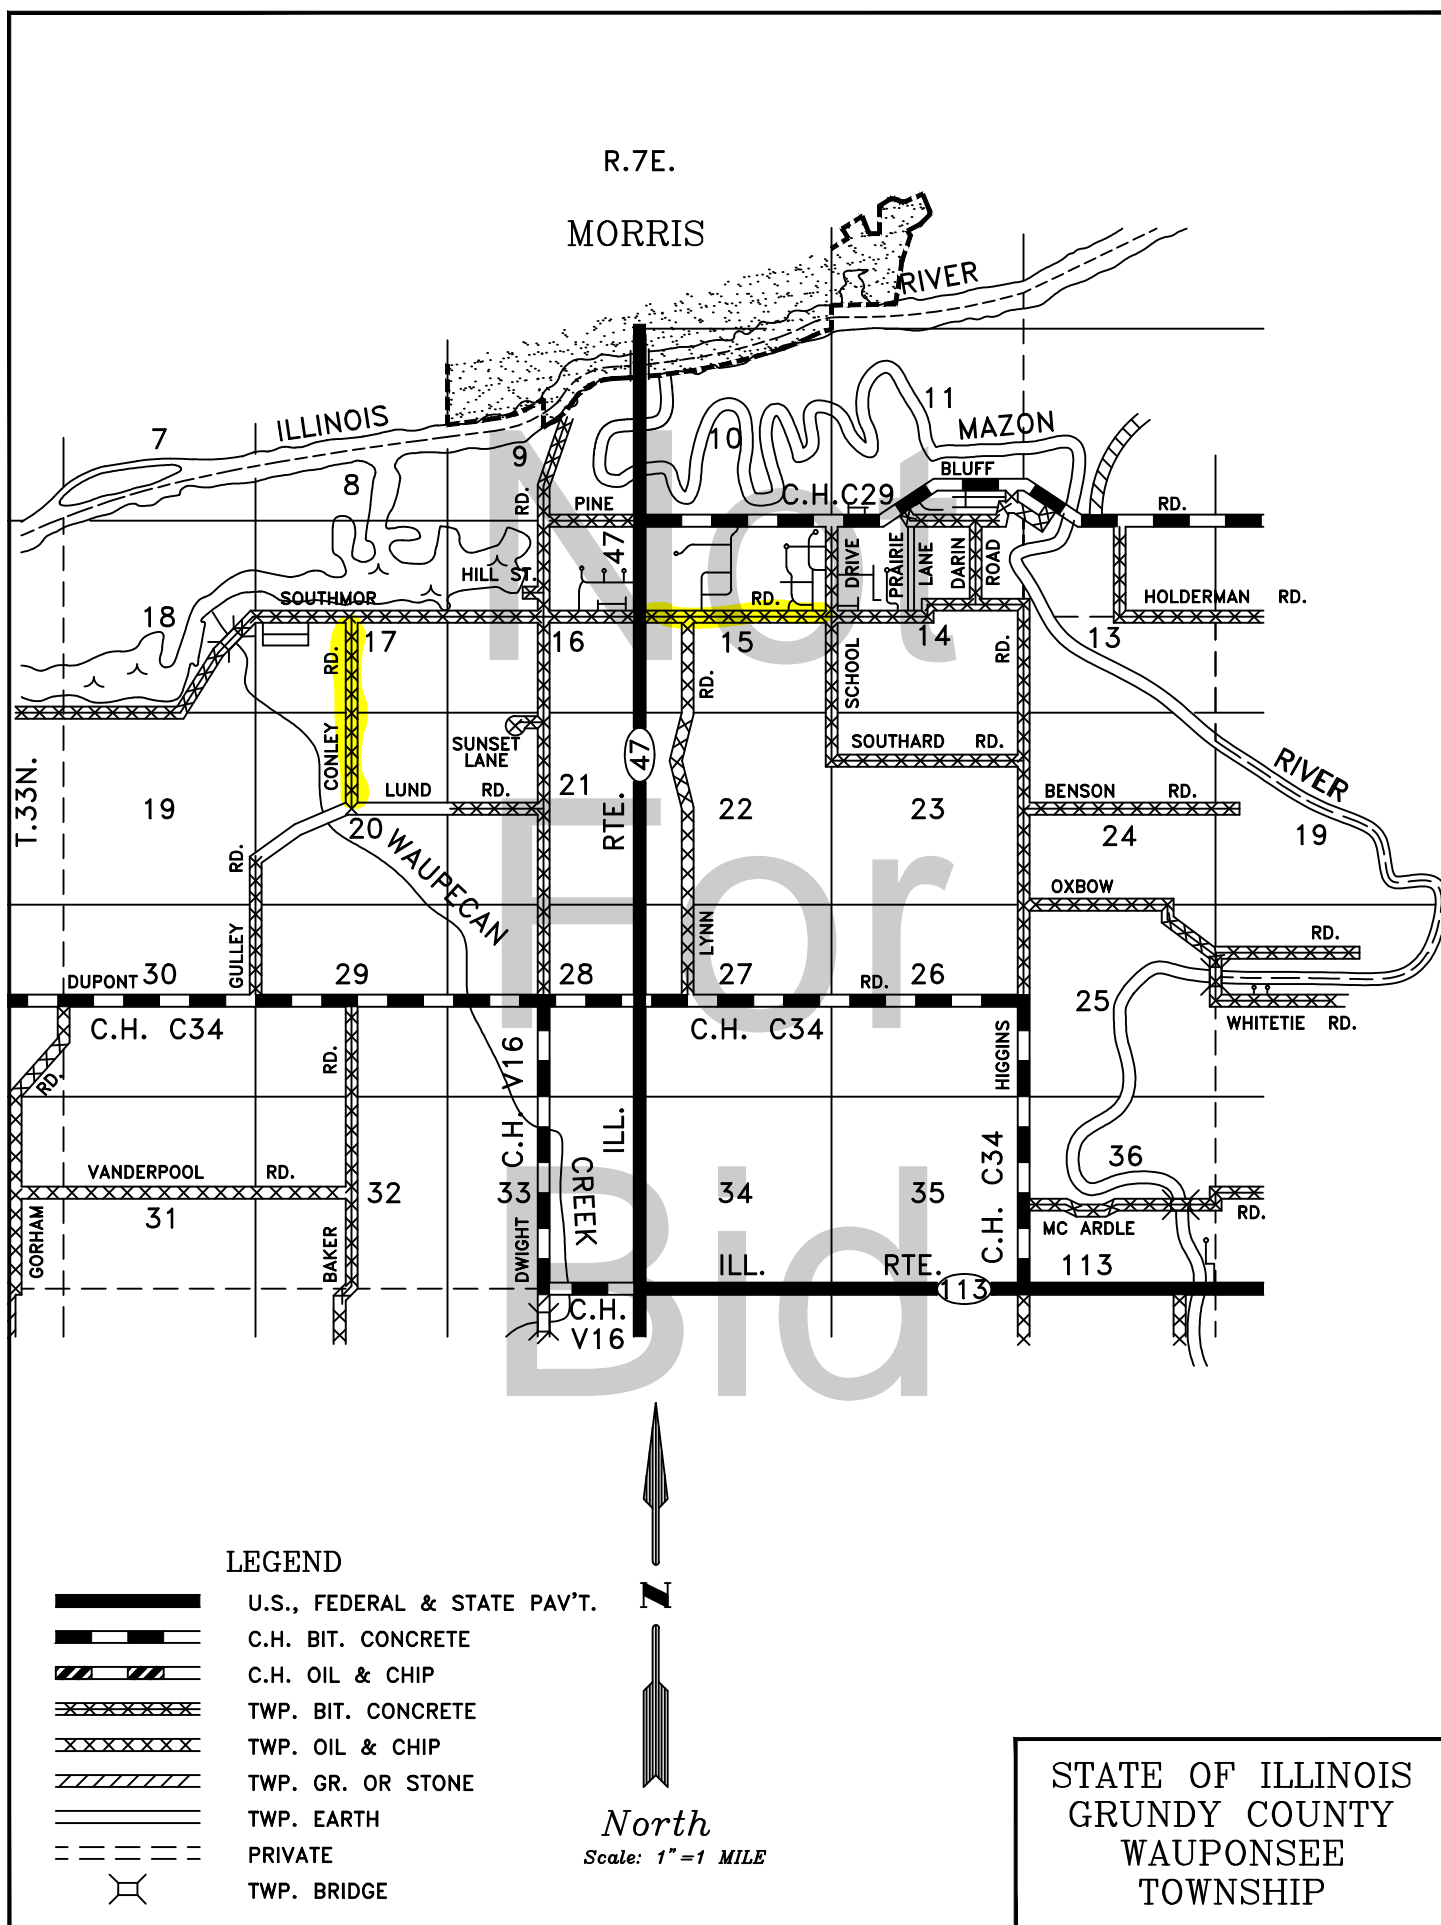 R.7E.
MORRIS
RIVER
ILLINOIS
7
8
9
10
11
MAZON
BLUFF
RD.
C.H.C29
PINE
RD.
47
HILL ST.
SOUTHMOR
RD.
DRIVE
PRAIRIE
LANE
DARIN
ROAD
HOLDERMAN RD.
18
17
16
15
14
13
RD.
RD.
RD.
SCHOOL
CONLEY
SUNSET
LANE
47
SOUTHARD RD.
RIVER
T.33N.
LUND RD.
BENSON RD.
19
20
21
22
23
24
19
RTE.
WAUPECAN
RD.
GULLEY
LYNN
OXBOW
RD.
DUPONT
30
29
28
27
RD.
26
25
C.H. C34
C.H. C34
WHITETIE RD.
RD.
RD.
V16
C.H.
ILL.
HIGGINS
C.H. C34
VANDERPOOL RD.
31
32
33
34
35
36
CREEK
GORHAM
BAKER
DWIGHT
MC ARDLE
RD.
ILL. RTE. 113
113
C.H.
V16
Not
For
Bid
N
North
Scale: 1"=1 MILE
LEGEND
U.S., FEDERAL & STATE PAV'T.
C.H. BIT. CONCRETE
C.H. OIL & CHIP
TWP. BIT. CONCRETE
TWP. OIL & CHIP
TWP. GR. OR STONE
TWP. EARTH
PRIVATE
TWP. BRIDGE
STATE OF ILLINOIS
GRUNDY COUNTY
WAUPONSEE
TOWNSHIP